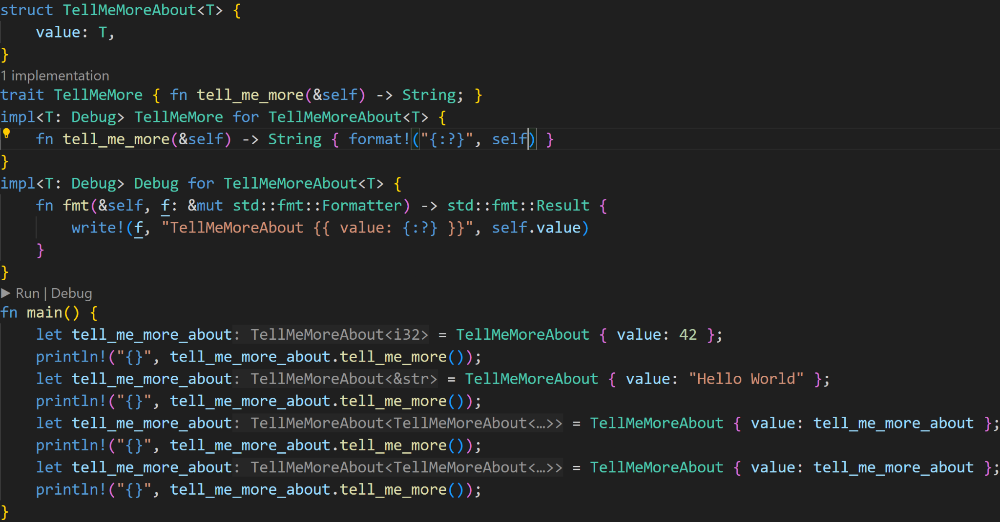 struct TellMeMoreAbout<T> {
    value: T,
}
1 implementation
trait TellMeMore { fn tell_me_more(&self) -> String; }
impl<T: Debug> TellMeMore for TellMeMoreAbout<T> {
    fn tell_me_more(&self) -> String { format!("{:?}", self) }
}
impl<T: Debug> Debug for TellMeMoreAbout<T> {
    fn fmt(&self, f: &mut std::fmt::Formatter) -> std::fmt::Result {
        write!(f, "TellMeMoreAbout {{ value: {:?} }}", self.value)
    }
}
▶ Run | Debug
fn main() {
    let tell_me_more_about: TellMeMoreAbout<i32> = TellMeMoreAbout { value: 42 };
    println!("{}", tell_me_more_about.tell_me_more());
    let tell_me_more_about: TellMeMoreAbout<&str> = TellMeMoreAbout { value: "Hello World" };
    println!("{}", tell_me_more_about.tell_me_more());
    let tell_me_more_about: TellMeMoreAbout<TellMeMoreAbout<…>> = TellMeMoreAbout { value: tell_me_more_about };
    println!("{}", tell_me_more_about.tell_me_more());
    let tell_me_more_about: TellMeMoreAbout<TellMeMoreAbout<…>> = TellMeMoreAbout { value: tell_me_more_about };
    println!("{}", tell_me_more_about.tell_me_more());
}